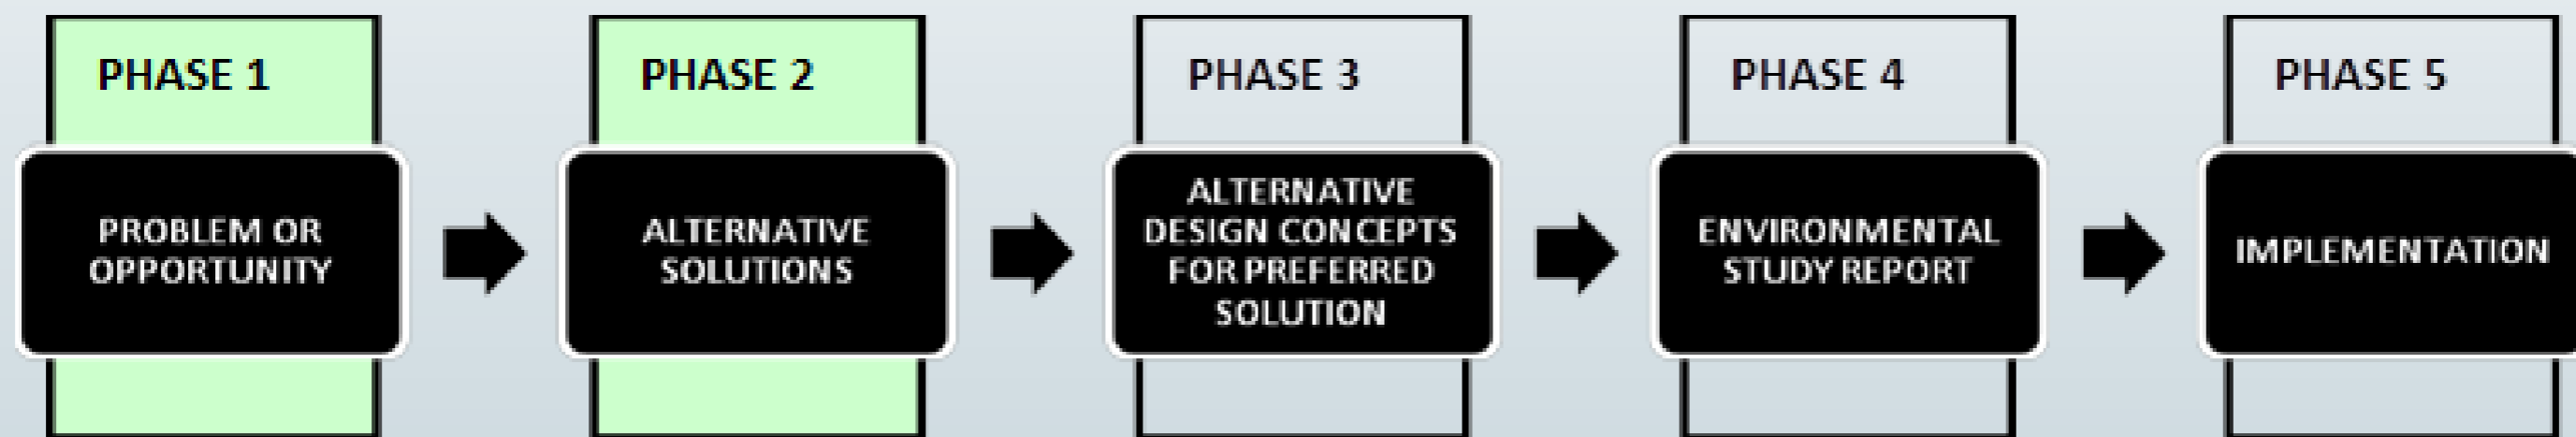 PHASE 1
PROBLEM OR
OPPORTUNITY
PHASE 2
ALTERNATIVE
SOLUTIONS
PHASE 3
ALTERNATIVE
DESIGN CONCEPTS
FOR PREFERRED
SOLUTION
PHASE 4
ENVIRONMENTAL
STUDY REPORT
PHASE 5
IMPLEMENTATION